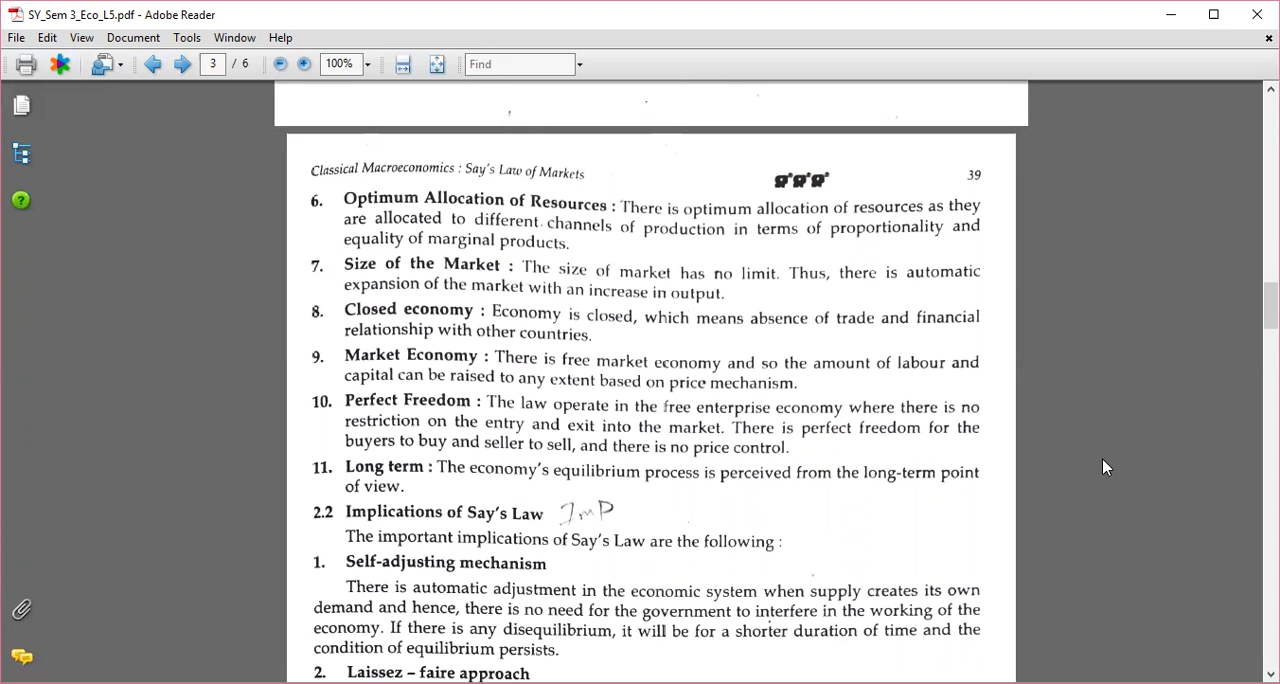 SY_Sem 3_Eco_L5.pdf - Adobe Reader
File Edit View Document Tools Window Help
3 / 6 100% Find
Classical Macroeconomics : Say's Law of Markets 39
6. Optimum Allocation of Resources : There is optimum allocation of resources as they
are allocated to different channels of production in terms of proportionality and
equality of marginal products.
7. Size of the Market : The size of market has no limit. Thus, there is automatic
expansion of the market with an increase in output.
8. Closed economy : Economy is closed, which means absence of trade and financial
relationship with other countries.
9. Market Economy : There is free market economy and so the amount of labour and
capital can be raised to any extent based on price mechanism.
10. Perfect Freedom : The law operate in the free enterprise economy where there is no
restriction on the entry and exit into the market. There is perfect freedom for the
buyers to buy and seller to sell, and there is no price control.
11. Long term : The economy's equilibrium process is perceived from the long-term point
of view.
2.2 Implications of Say's Law ImP
The important implications of Say's Law are the following :
1. Self-adjusting mechanism
There is automatic adjustment in the economic system when supply creates its own
demand and hence, there is no need for the government to interfere in the working of the
economy. If there is any disequilibrium, it will be for a shorter duration of time and the
condition of equilibrium persists.
2. Laissez – faire approach